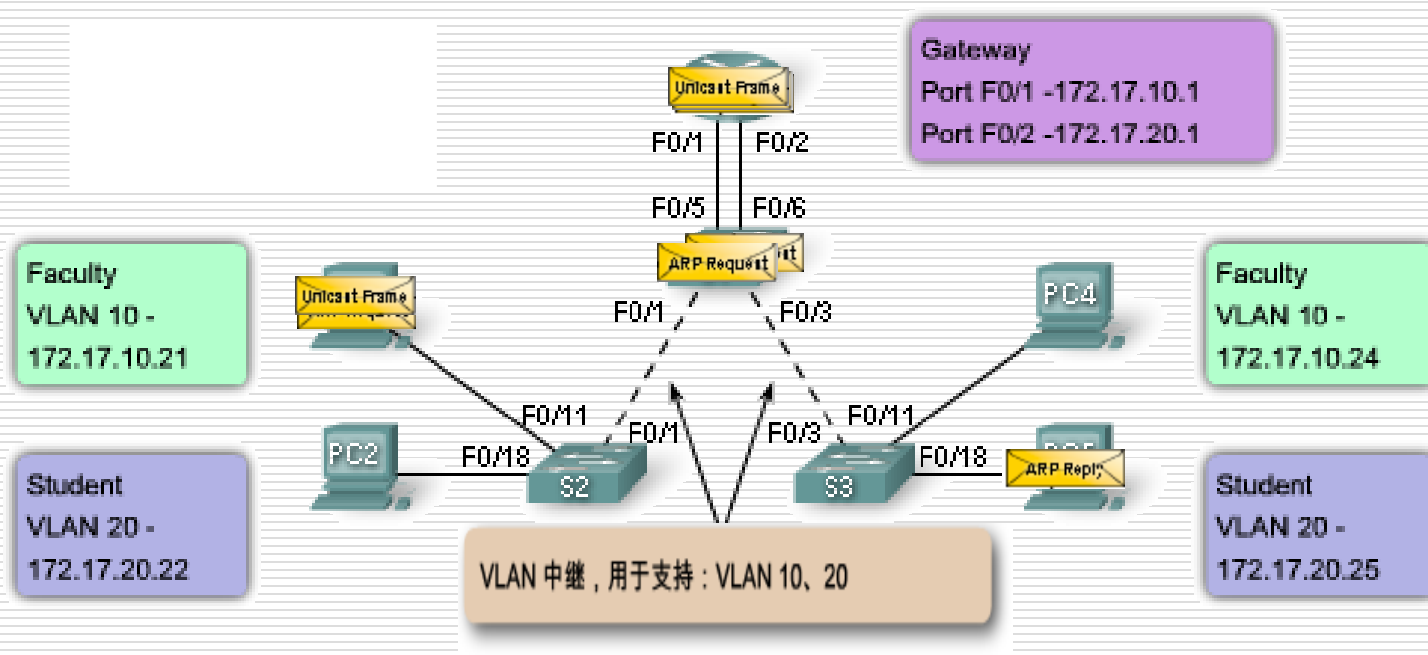 Unicast Frame
Gateway
Port F0/1 -172.17.10.1
Port F0/2 -172.17.20.1
F0/1
F0/2
F0/5
F0/6
ARP Request
Faculty
VLAN 10 -
172.17.10.21
Unicast Frame
F0/1
F0/3
PC4
Faculty
VLAN 10 -
172.17.10.24
F0/11
F0/1
F0/3
F0/11
PC2
F0/18
S2
S3
F0/18
ARP Reply
Student
VLAN 20 -
172.17.20.22
Student
VLAN 20 -
172.17.20.25
VLAN 中继，用于支持：VLAN 10、20